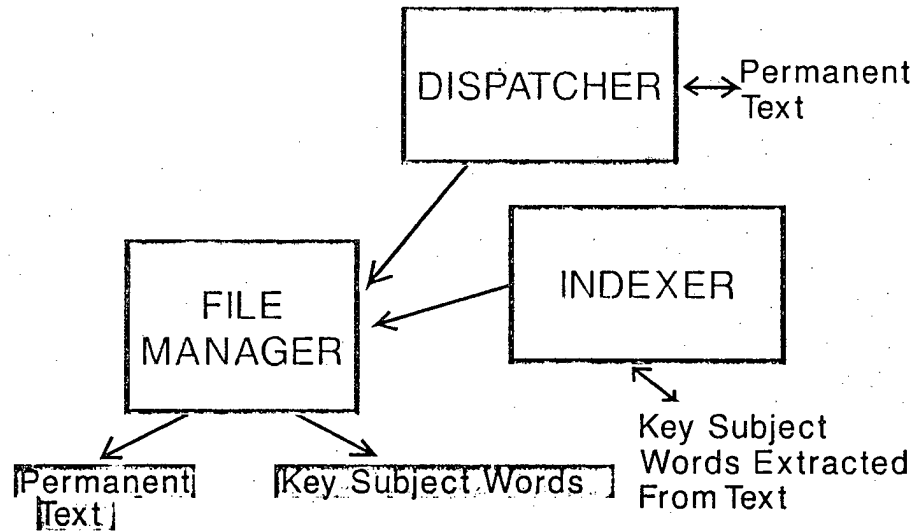 DISPATCHER
Permanent
Text
INDEXER
FILE
MANAGER
Key Subject
Words Extracted
From Text
Permanent
Text
Key Subject Words